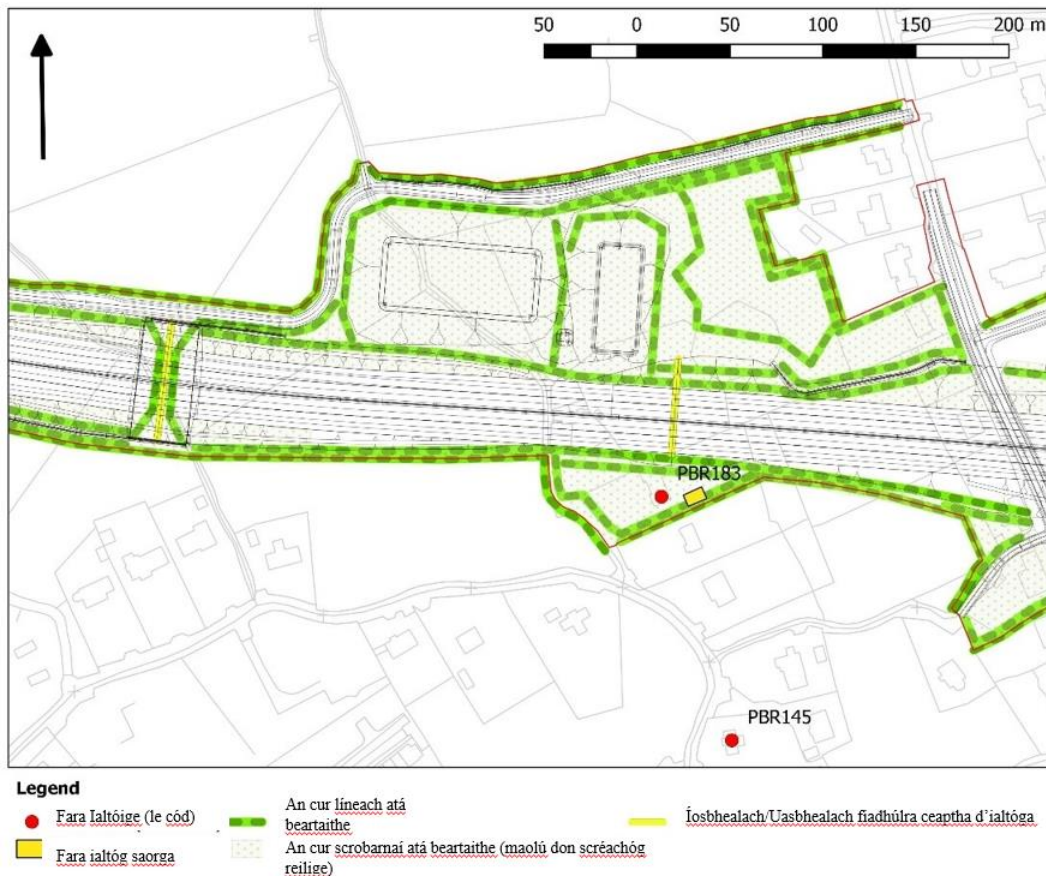 50 0 50 100 150 200 m
PBR183
PBR145
Legend
Fara Ialtóige (le cód)
An cur líneach atá
beartaithe
Íosbhealach/Uasbhealach fiadhúlra ceaptha d’ialtóga
Fara ialtóg saorga
An cur scrobarnaí atá beartaithe (maolú don scréachóg
reilige)